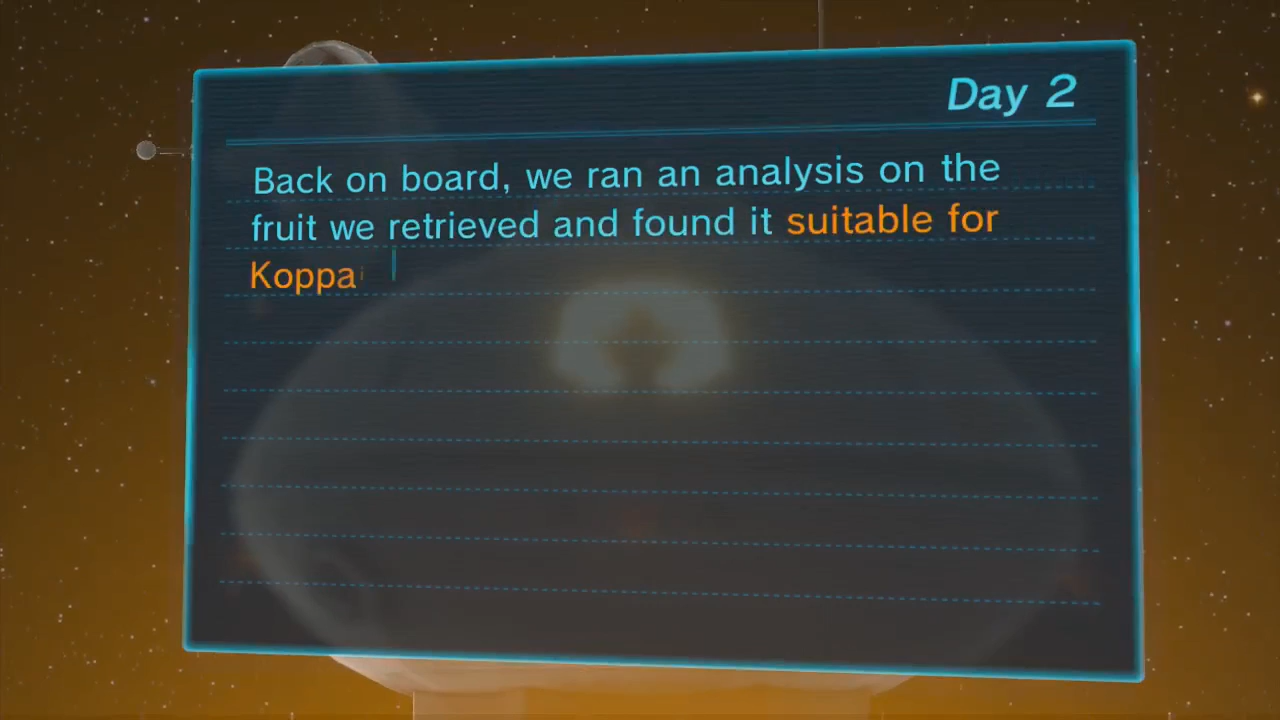 Day 2
Back on board, we ran an analysis on the
fruit we retrieved and found it suitable for
Koppa